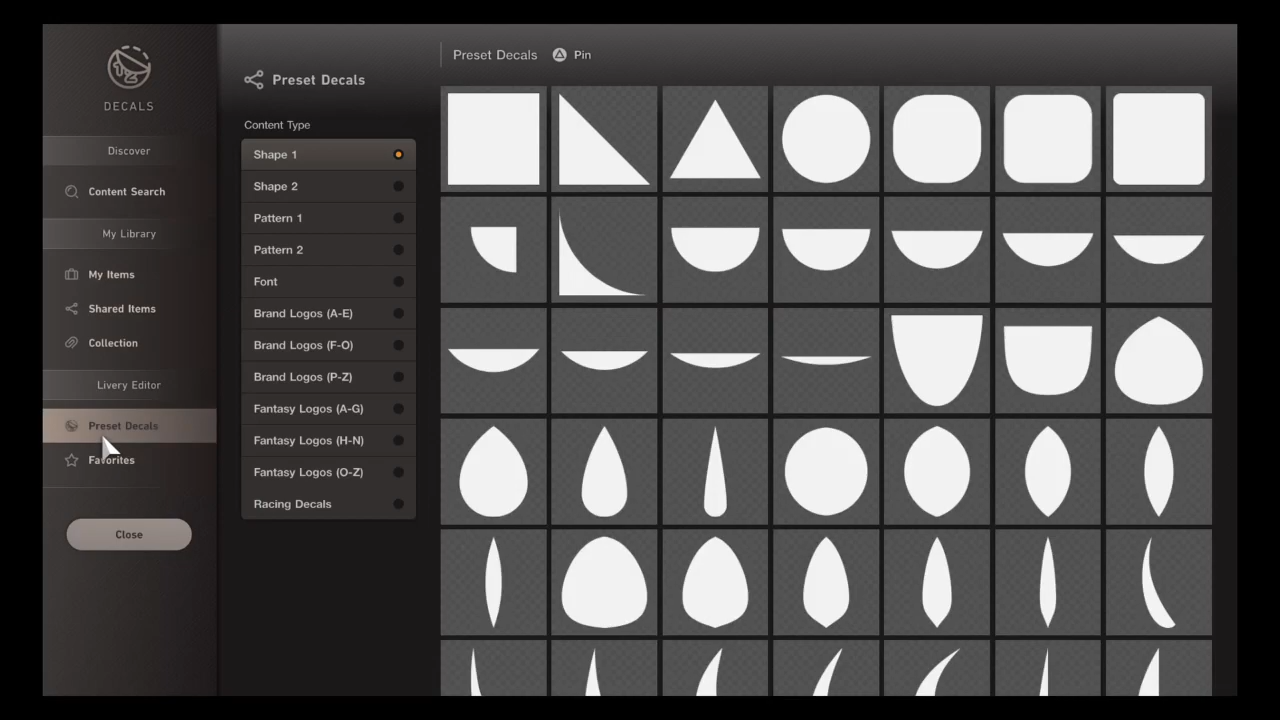 DECALS
Discover
Content Search
My Library
My Items
Shared Items
Collection
Livery Editor
Preset Decals
Favorites
Close
Preset Decals
Content Type
Shape 1
Shape 2
Pattern 1
Pattern 2
Font
Brand Logos (A-E)
Brand Logos (F-O)
Brand Logos (P-Z)
Fantasy Logos (A-G)
Fantasy Logos (H-N)
Fantasy Logos (O-Z)
Racing Decals
Preset Decals Pin